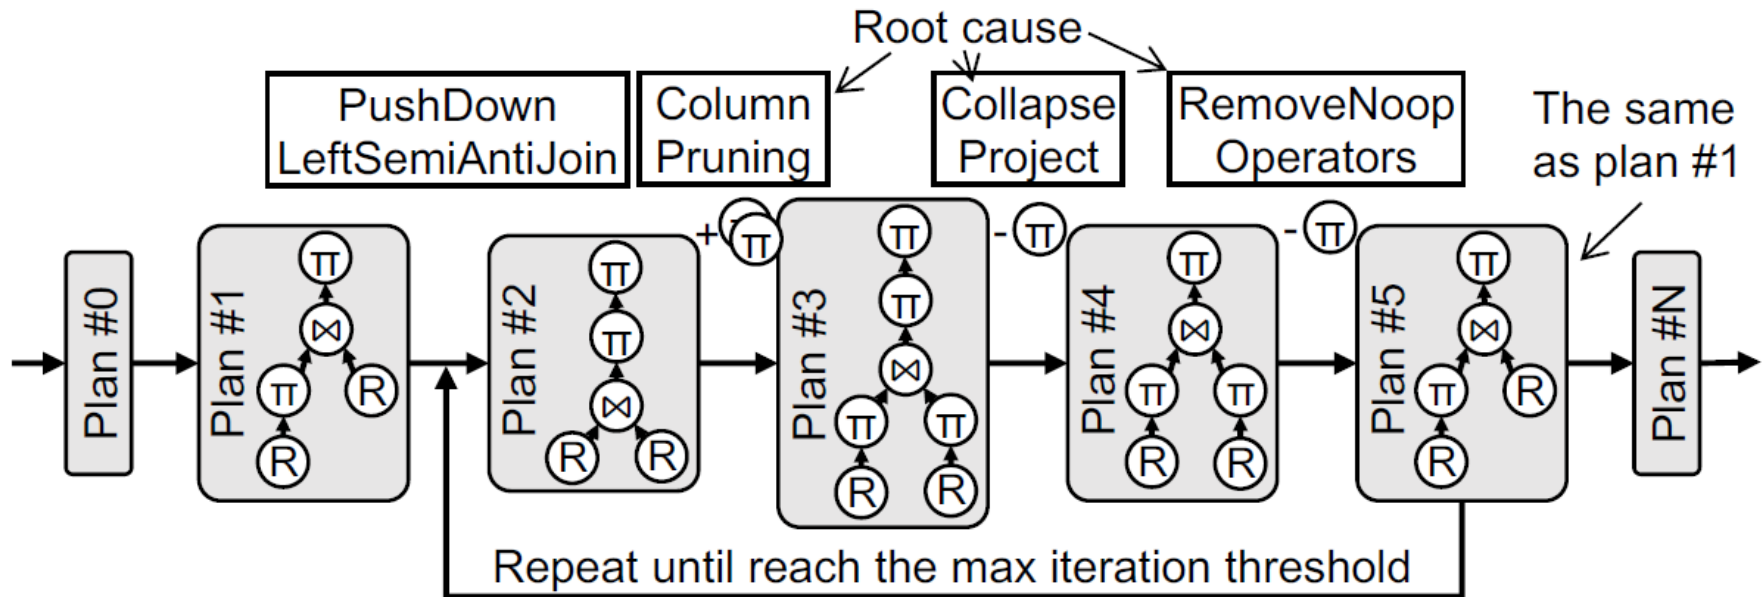 Root cause
PushDown
LeftSemiAntiJoin
Column
Pruning
Collapse
Project
RemoveNoop
Operators
The same
as plan #1
Plan #0
Plan #1
π
⋈
π
R
R
Plan #2
π
π
⋈
R
R
+ π
Plan #3
π
π
⋈
π
π
R
R
- π
Plan #4
π
⋈
π
π
R
R
- π
Plan #5
π
⋈
π
R
R
Plan #N
Repeat until reach the max iteration threshold